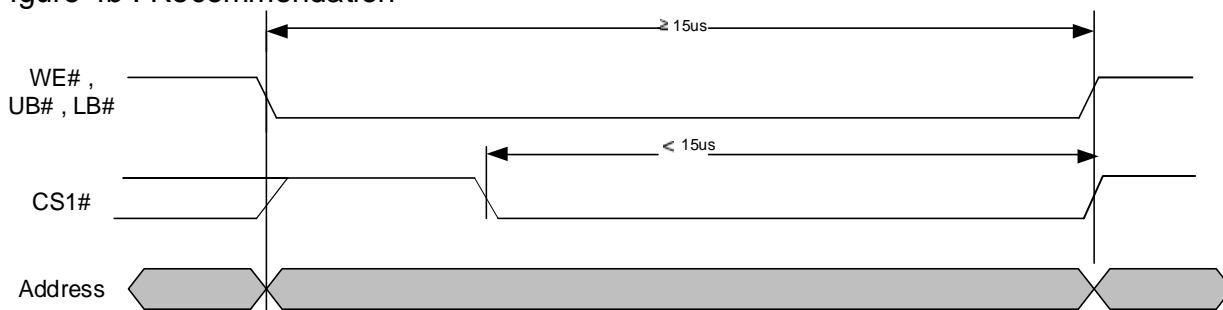 igure 4b : Recommendation
≧ 15us
WE# ,
UB# , LB#
< 15us
CS1#
Address